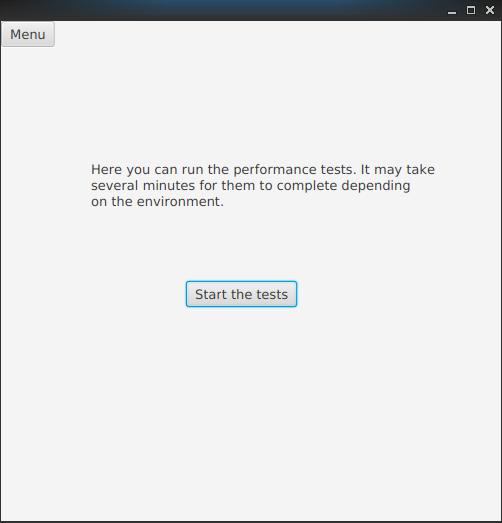 Menu
Here you can run the performance tests. It may take
several minutes for them to complete depending
on the environment.
Start the tests